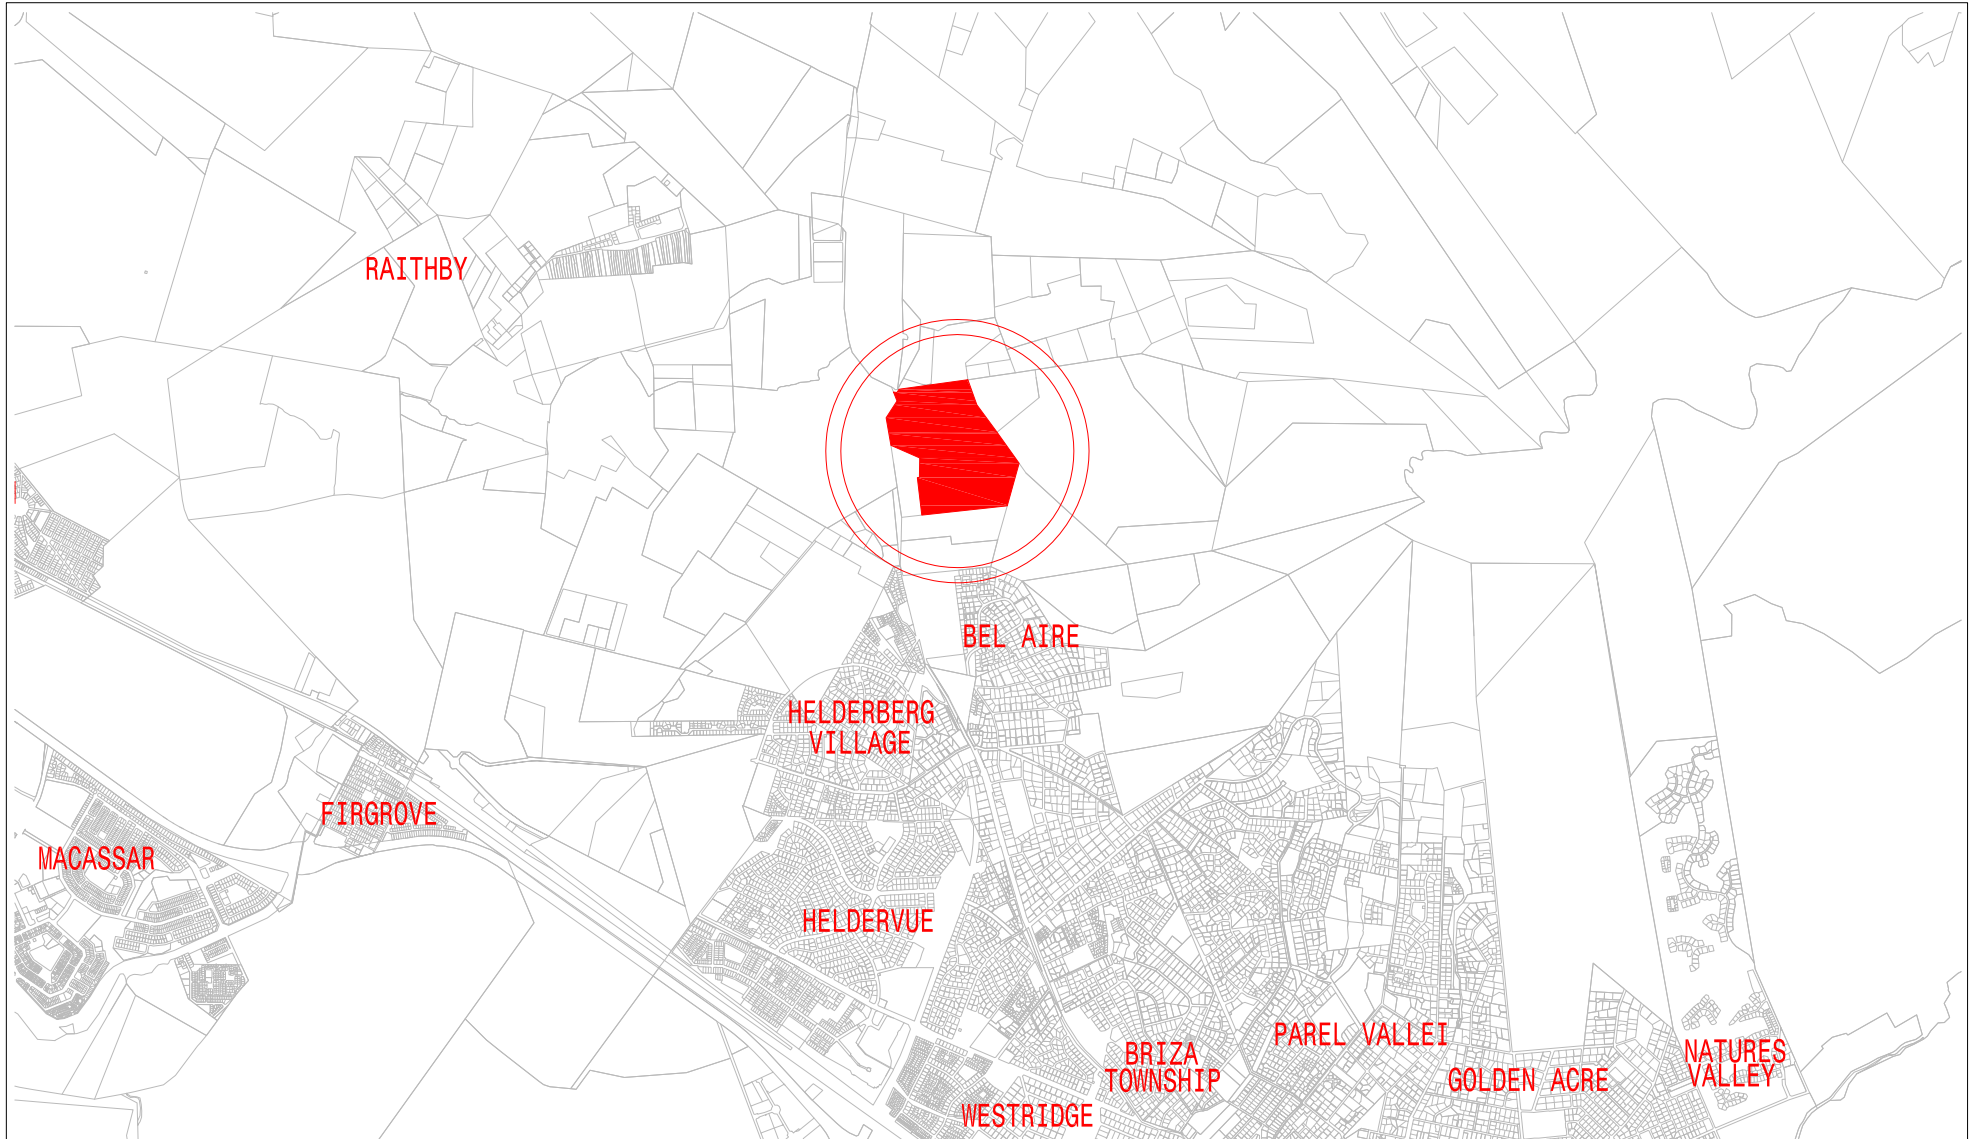 RAITHBY
BEL AIRE
HELDERBERG
VILLAGE
FIRGROVE
MACASSAR
HELDERVUE
PAREL VALLEI
BRIZA
TOWNSHIP
GOLDEN ACRE
NATURES
VALLEY
WESTRIDGE